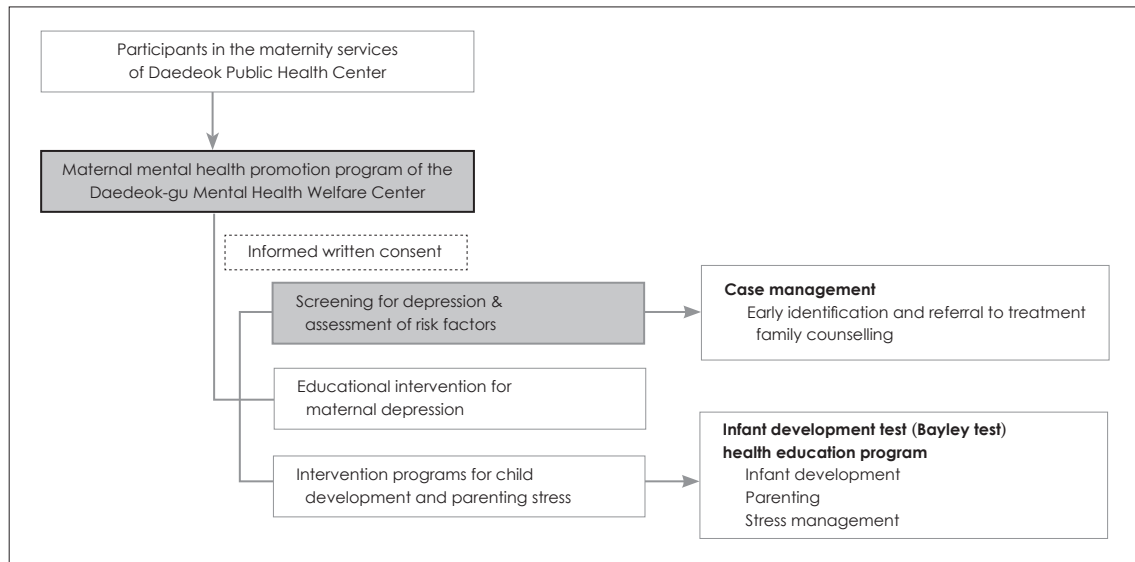 Participants in the maternity services
of Daedeok Public Health Center
Maternal mental health promotion program of the
Daedeok-gu Mental Health Welfare Center
Informed written consent
Screening for depression &
assessment of risk factors
Case management
Early identification and referral to treatment
family counselling
Educational intervention for
maternal depression
Intervention programs for child
development and parenting stress
Infant development test (Bayley test)
health education program
Infant development
Parenting
Stress management